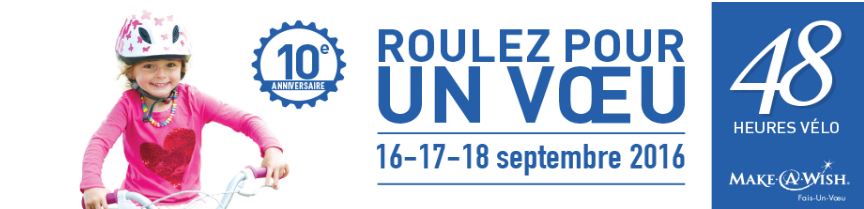 10e
ANNIVERSAIRE
ROULEZ POUR
UN VŒU
16-17-18 septembre 2016
48
HEURES VÉLO
MAKE-A-WISH®
Fais-Un-Vœu